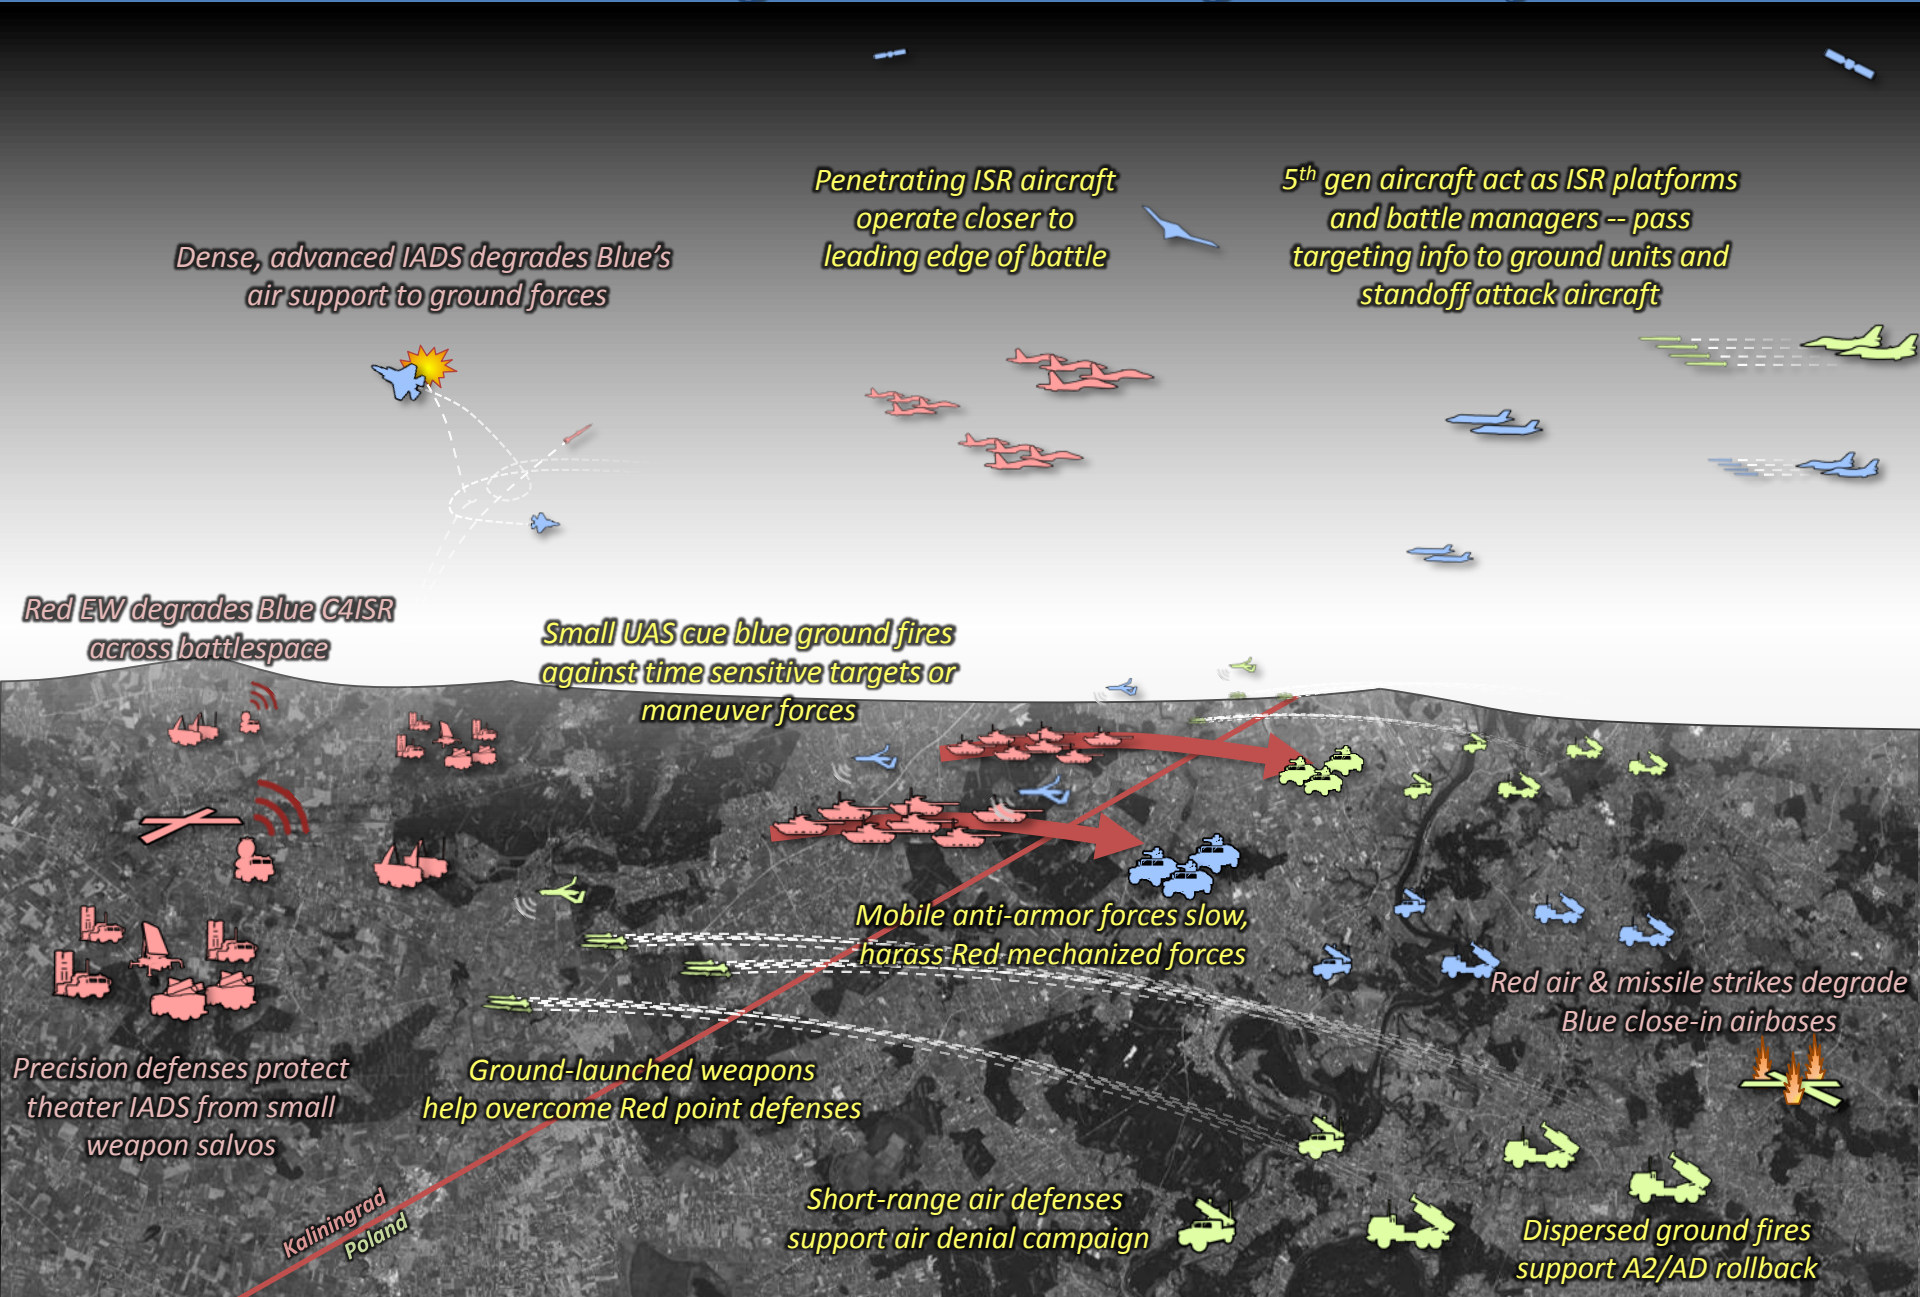 Penetrating ISR aircraft
operate closer to
leading edge of battle
5th gen aircraft act as ISR platforms
and battle managers -- pass
targeting info to ground units and
standoff attack aircraft
Dense, advanced IADS degrades Blue's
air support to ground forces
Red EW degrades Blue C4ISR
across battlespace
Small UAS cue blue ground fires
against time sensitive targets or
maneuver forces
Mobile anti-armor forces slow,
harass Red mechanized forces
Red air & missile strikes degrade
Blue close-in airbases
Precision defenses protect
theater IADS from small
weapon salvos
Ground-launched weapons
help overcome Red point defenses
Kaliningrad
Poland
Short-range air defenses
support air denial campaign
Dispersed ground fires
support A2/AD rollback